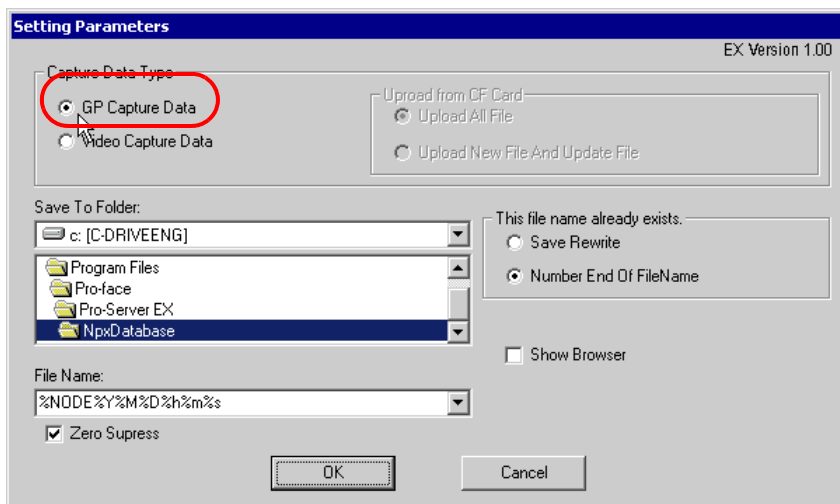 Setting Parameters
EX Version 1.00
Capture Data Type
GP Capture Data
Video Capture Data
Uproad from CF Card
Upload All File
Upload New File And Update File
Save To Folder:
c: [C-DRIVEENG]
Program Files
Pro-face
Pro-Server EX
NpxDatabase
This file name already exists.
Save Rewrite
Number End Of FileName
Show Browser
File Name:
%NODE%Y%M%D%h%m%s
Zero Supress
OK
Cancel